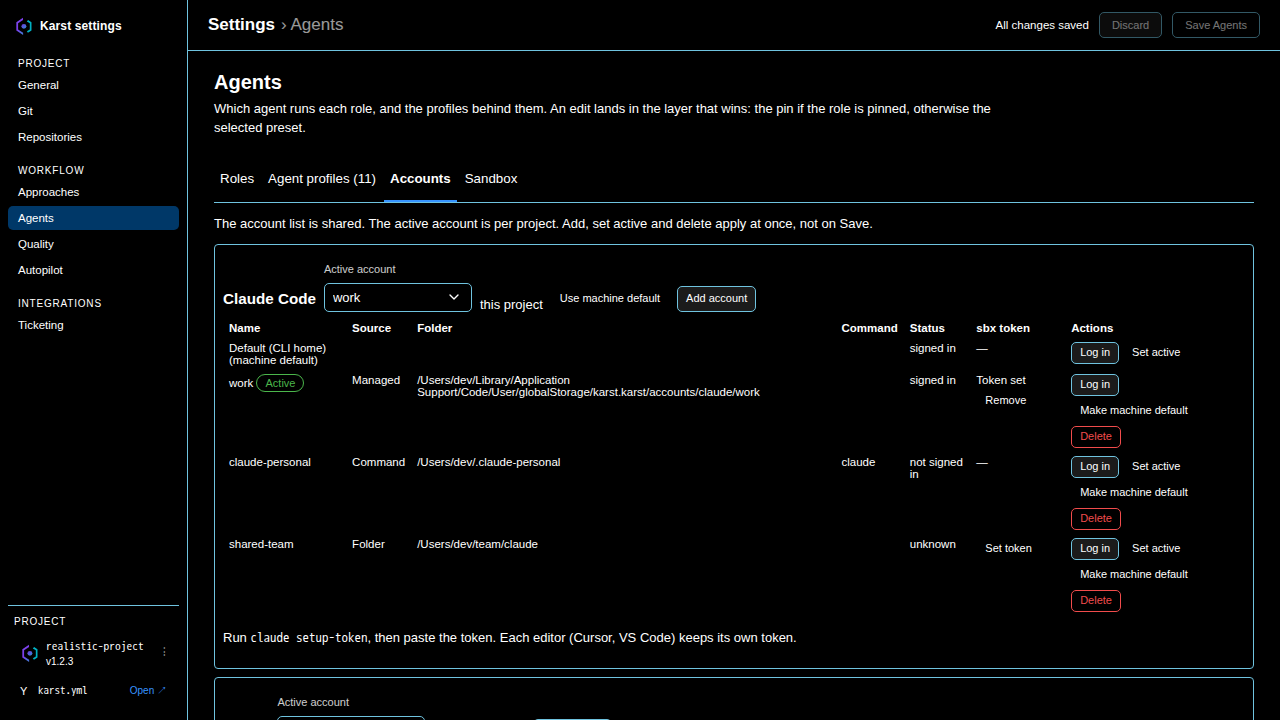 Karst settings
PROJECT
General
Git
Repositories
WORKFLOW
Approaches
Agents
Quality
Autopilot
INTEGRATIONS
Ticketing
PROJECT
realistic-project
v1.2.3
Y karst.yml Open ↗
Settings › Agents
All changes saved Discard Save Agents
Agents
Which agent runs each role, and the profiles behind them. An edit lands in the layer that wins: the pin if the role is pinned, otherwise the
selected preset.
Roles Agent profiles (11) Accounts Sandbox
The account list is shared. The active account is per project. Add, set active and delete apply at once, not on Save.
Active account
Claude Code work this project Use machine default Add account
Name Source Folder Command Status sbx token Actions
Default (CLI home) signed in — Log in Set active
(machine default)
work Active Managed /Users/dev/Library/Application signed in Token set Log in
Support/Code/User/globalStorage/karst.karst/accounts/claude/work Remove
Make machine default
Delete
claude-personal Command /Users/dev/.claude-personal claude not signed — Log in Set active
in
Make machine default
Delete
shared-team Folder /Users/dev/team/claude unknown Set token Log in Set active
Make machine default
Delete
Run claude setup-token, then paste the token. Each editor (Cursor, VS Code) keeps its own token.
Active account